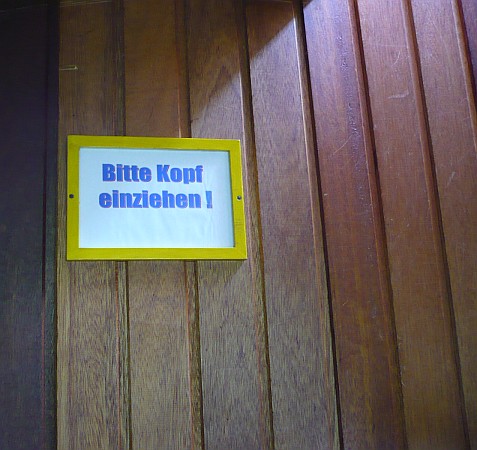 Bitte Kopf
einziehen !